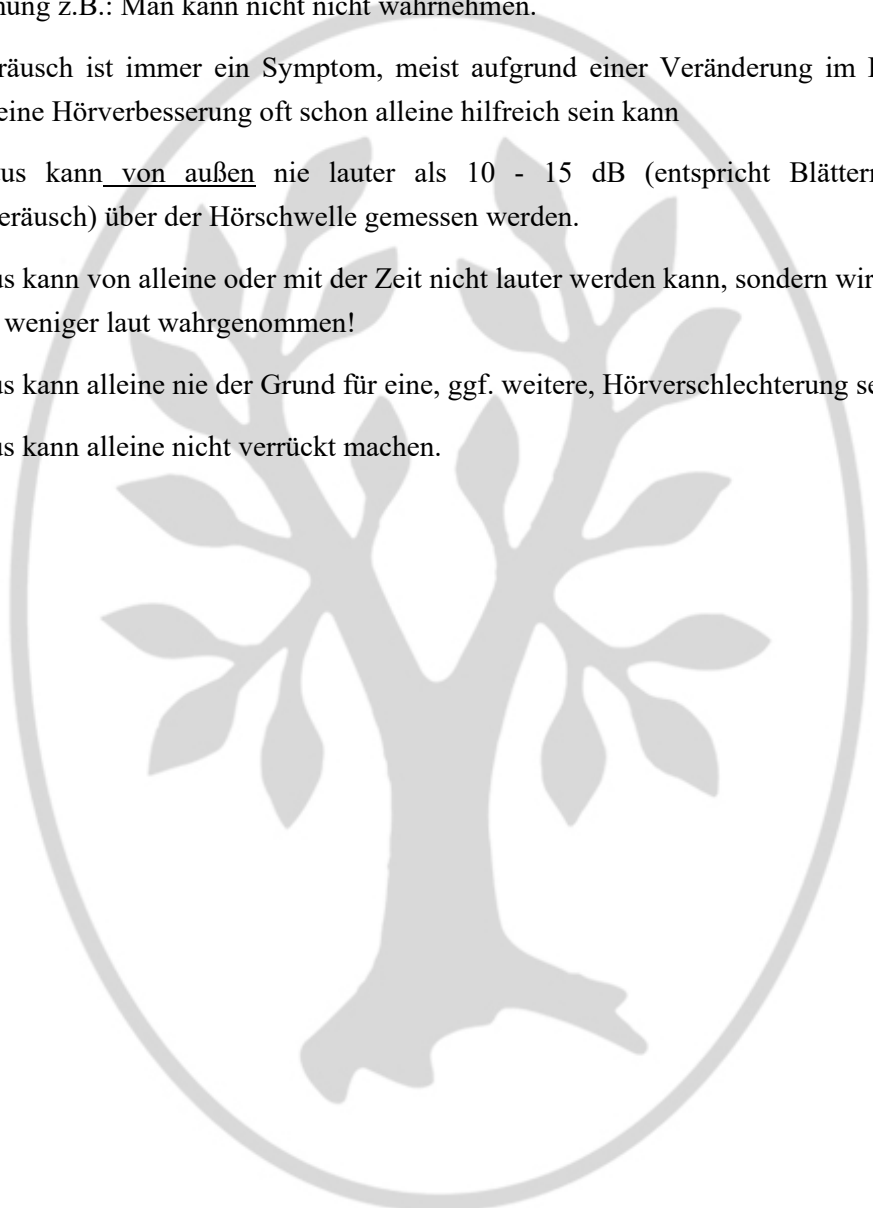 nung z.B.: Man kann nicht nicht wahrnehmen.
räusch ist immer ein Symptom, meist aufgrund einer Veränderung im
eine Hörverbesserung oft schon alleine hilfreich sein kann
us kann von außen nie lauter als 10 - 15 dB (entspricht Blätter
eräusch) über der Hörschwelle gemessen werden.
us kann von alleine oder mit der Zeit nicht lauter werden kann, sondern wir
weniger laut wahrgenommen!
us kann alleine nie der Grund für eine, ggf. weitere, Hörverschlechterung se
us kann alleine nicht verrückt machen.